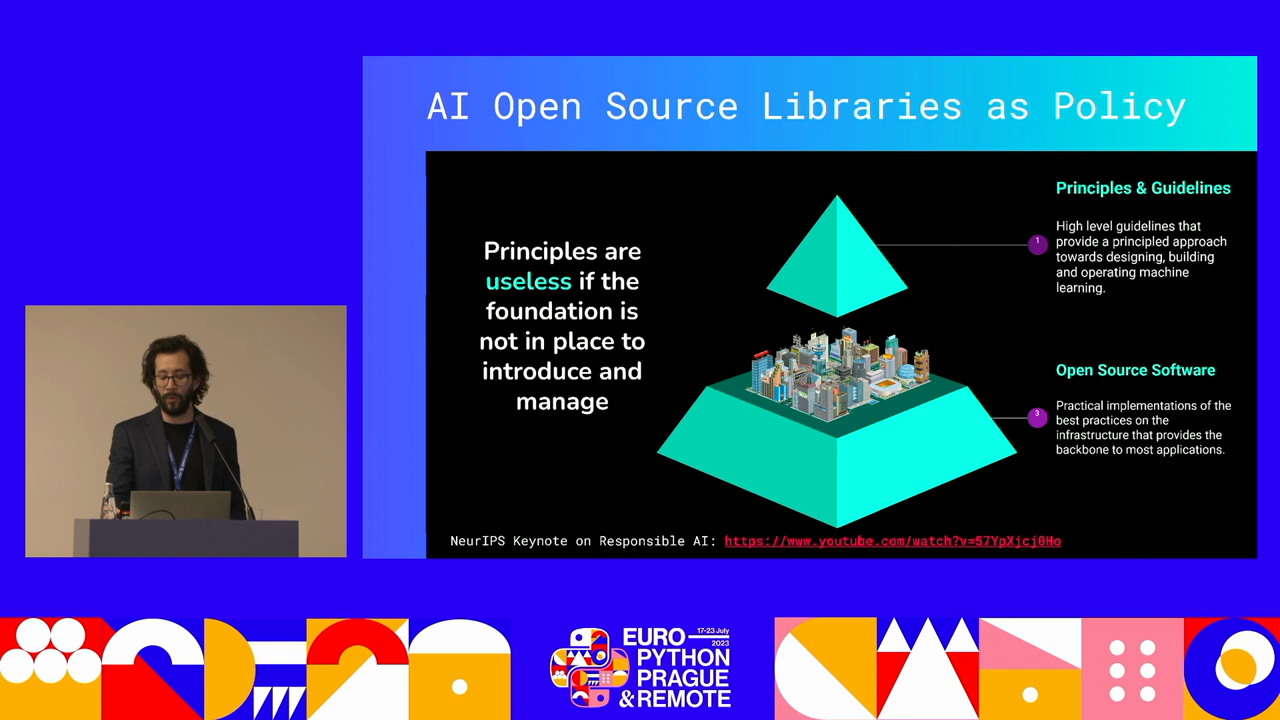 AI Open Source Libraries as Policy
Principles are
useless if the
foundation is
not in place to
introduce and
manage
1
Principles & Guidelines
High level guidelines that
provide a principled approach
towards designing, building
and operating machine
learning.
3
Open Source Software
Practical implementations of the
best practices on the
infrastructure that provides the
backbone to most applications.
NeurIPS Keynote on Responsible AI: https://www.youtube.com/watch?v=57YpXjcj0Ho
EURO
17-23 July
2023
PYTHON
PRAGUE
& REMOTE